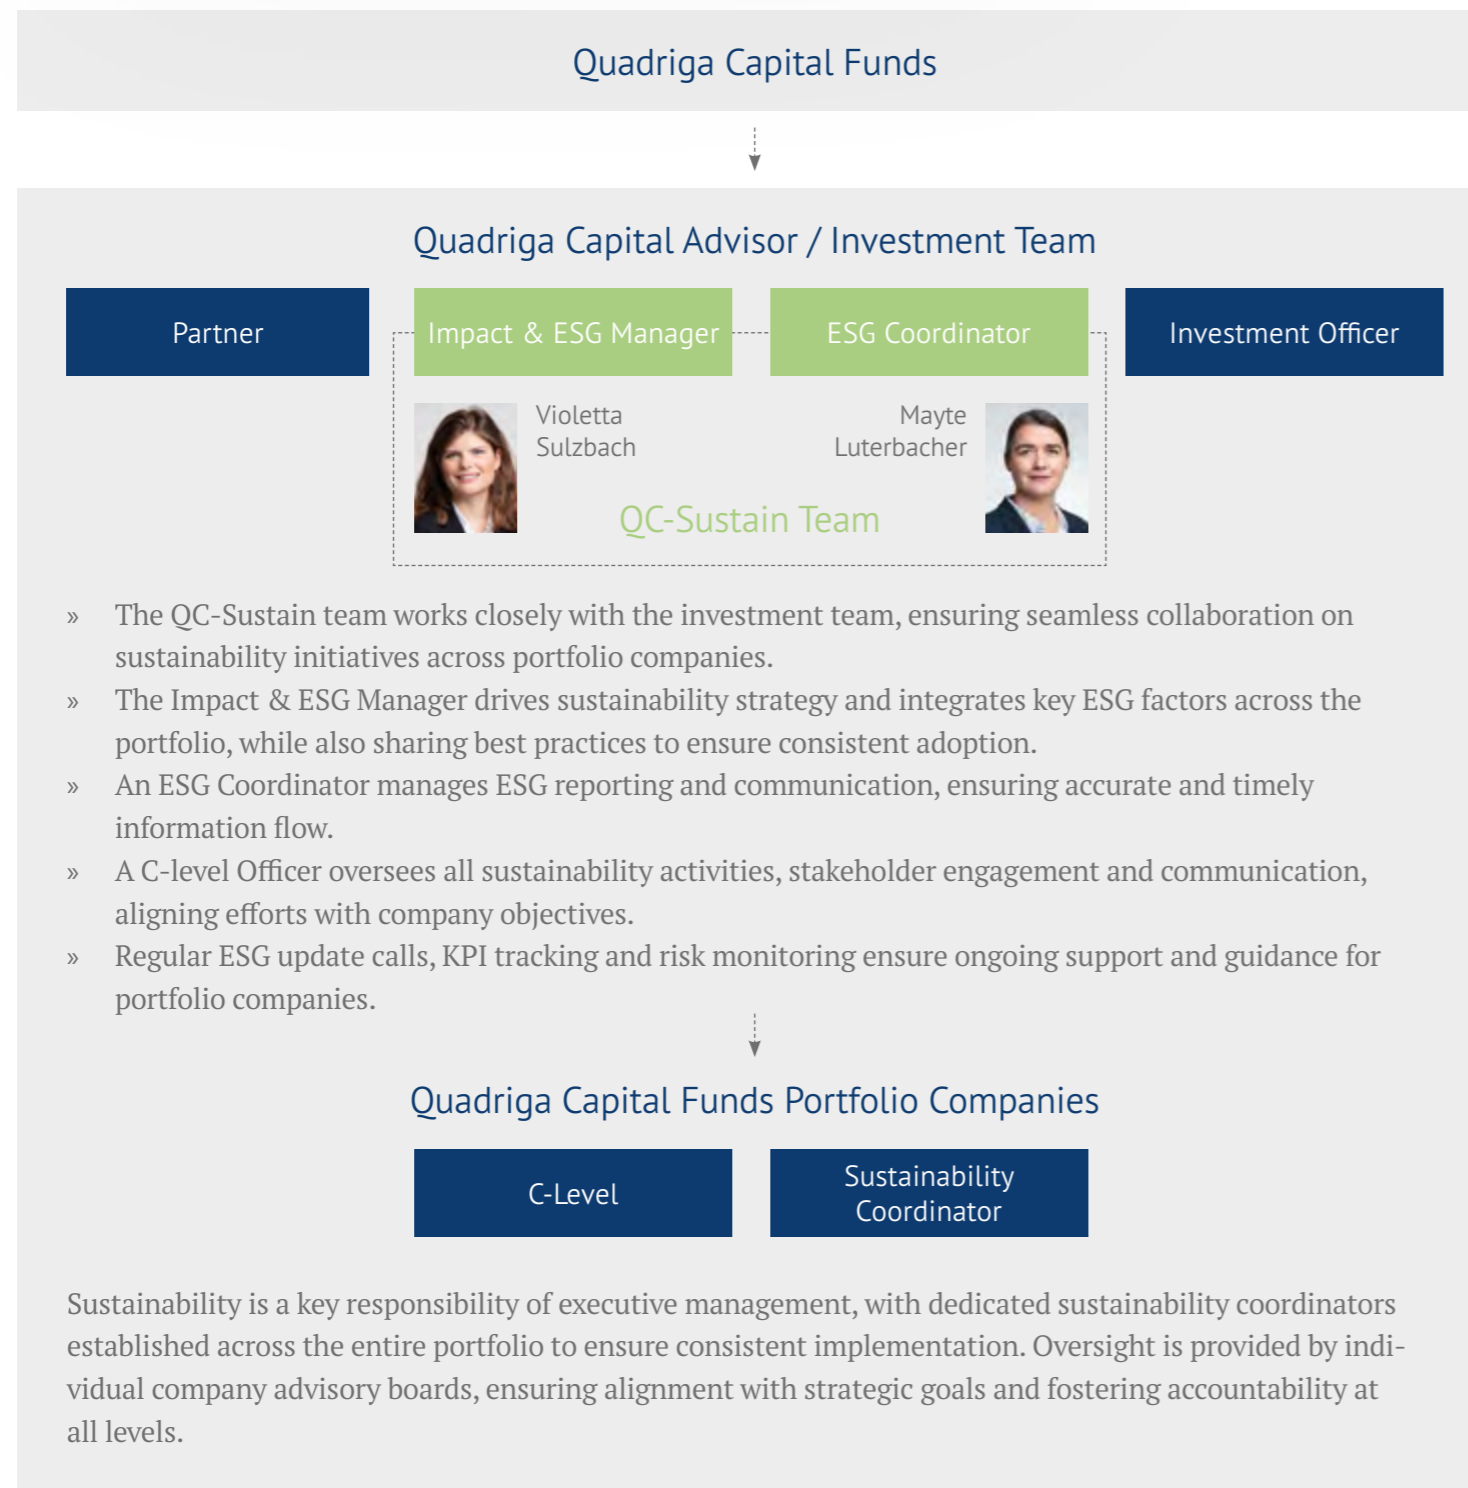 Quadriga Capital Funds
Quadriga Capital Advisor / Investment Team
Partner
Impact & ESG Manager
ESG Coordinator
Investment Officer
Violetta
Sulzbach
Mayte
Luterbacher
QC-Sustain Team
» The QC-Sustain team works closely with the investment team, ensuring seamless collaboration on
sustainability initiatives across portfolio companies.
» The Impact & ESG Manager drives sustainability strategy and integrates key ESG factors across the
portfolio, while also sharing best practices to ensure consistent adoption.
» An ESG Coordinator manages ESG reporting and communication, ensuring accurate and timely
information flow.
» A C-level Officer oversees all sustainability activities, stakeholder engagement and communication,
aligning efforts with company objectives.
» Regular ESG update calls, KPI tracking and risk monitoring ensure ongoing support and guidance for
portfolio companies.
Quadriga Capital Funds Portfolio Companies
C-Level
Sustainability
Coordinator
Sustainability is a key responsibility of executive management, with dedicated sustainability coordinators
established across the entire portfolio to ensure consistent implementation. Oversight is provided by indi-
vidual company advisory boards, ensuring alignment with strategic goals and fostering accountability at
all levels.